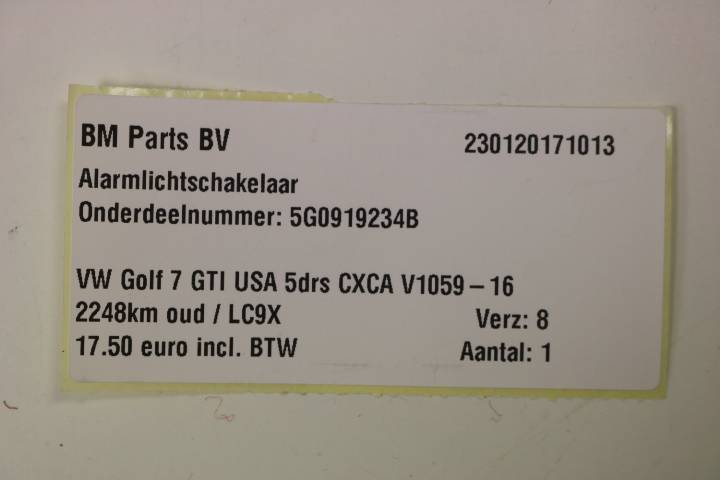 BM Parts BV 230120171013
Alarmlichtschakelaar
Onderdeelnummer: 5G0919234B
VW Golf 7 GTI USA 5drs CXCA V1059 – 16
2248km oud / LC9X Verz: 8
17.50 euro incl. BTW Aantal: 1